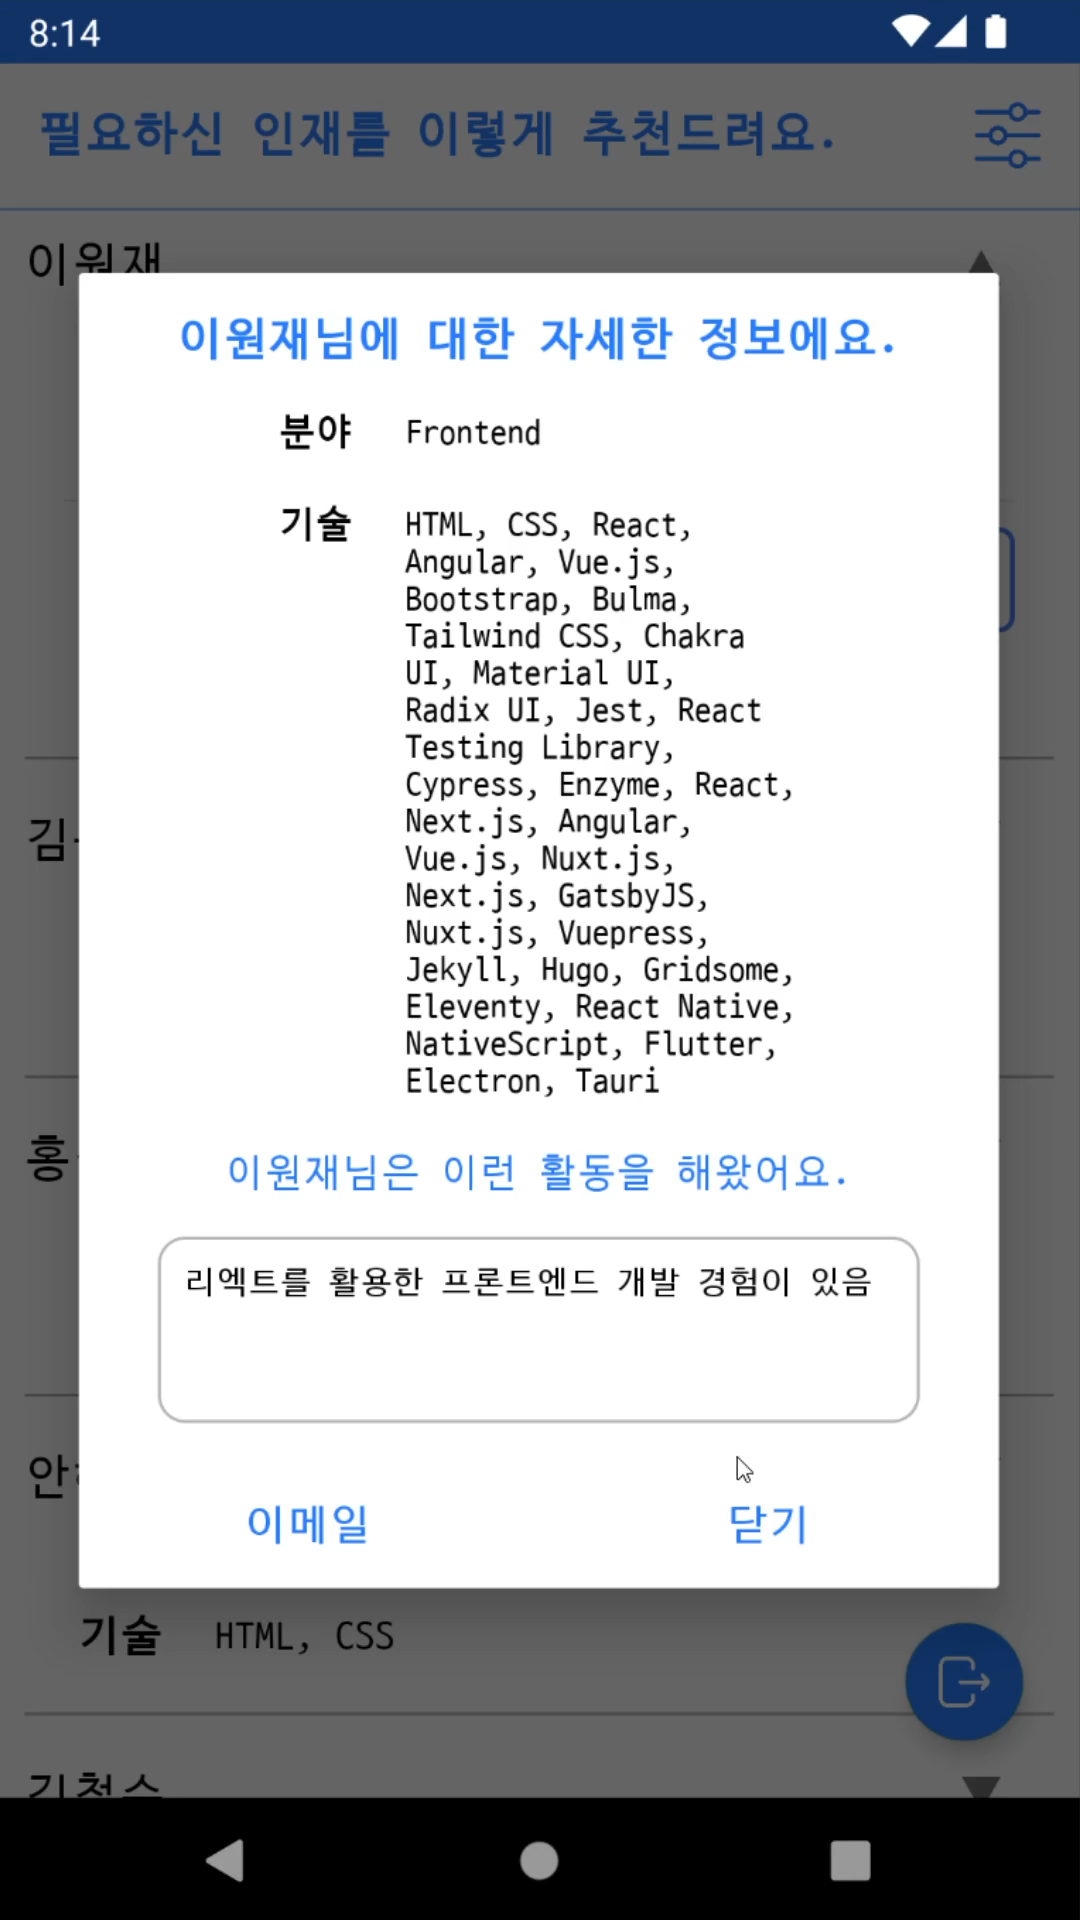 8:14
필요하신 인재를 이렇게 추천드려요.
이원재
이원재님에 대한 자세한 정보에요.
분야 Frontend
기술 HTML, CSS, React,
Angular, Vue.js,
Bootstrap, Bulma,
Tailwind CSS, Chakra
UI, Material UI,
Radix UI, Jest, React
Testing Library,
Cypress, Enzyme, React,
Next.js, Angular,
Vue.js, Nuxt.js,
Next.js, GatsbyJS,
Nuxt.js, Vuepress,
Jekyll, Hugo, Gridsome,
Eleventy, React Native,
NativeScript, Flutter,
Electron, Tauri
김
홍
이원재님은 이런 활동을 해왔어요.
리엑트를 활용한 프론트엔드 개발 경험이 있음
안
이메일 닫기
기술 HTML, CSS
김철수